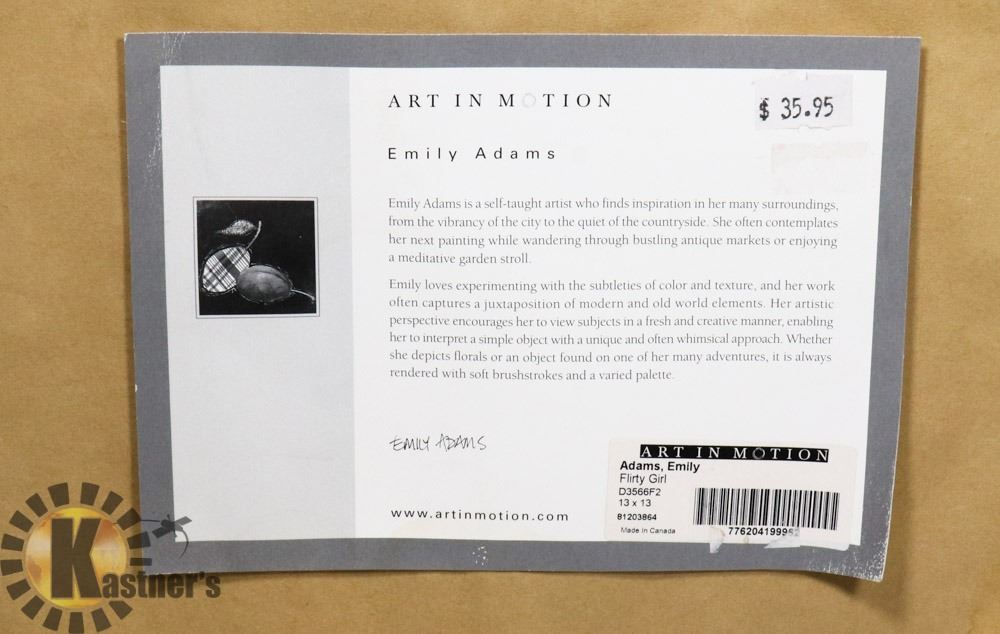 ART IN MOTION
$ 35.95
Emily Adams
Emily Adams is a self-taught artist who finds inspiration in her many surroundings,
from the vibrancy of the city to the quiet of the countryside. She often contemplates
her next painting while wandering through bustling antique markets or enjoying
a meditative garden stroll.
Emily loves experimenting with the subtleties of color and texture, and her work
often captures a juxtaposition of modern and old world elements. Her artistic
perspective encourages her to view subjects in a fresh and creative manner, enabling
her to interpret a simple object with a unique and often whimsical approach. Whether
she depicts florals or an object found on one of her many adventures, it is always
rendered with soft brushstrokes and a varied palette.
EMILY ADAMS
www.artinmotion.com
ART IN MOTION
Adams, Emily
Flirty Girl
D3566F2
13 x 13
81203864
Made In Canada
Kastner's